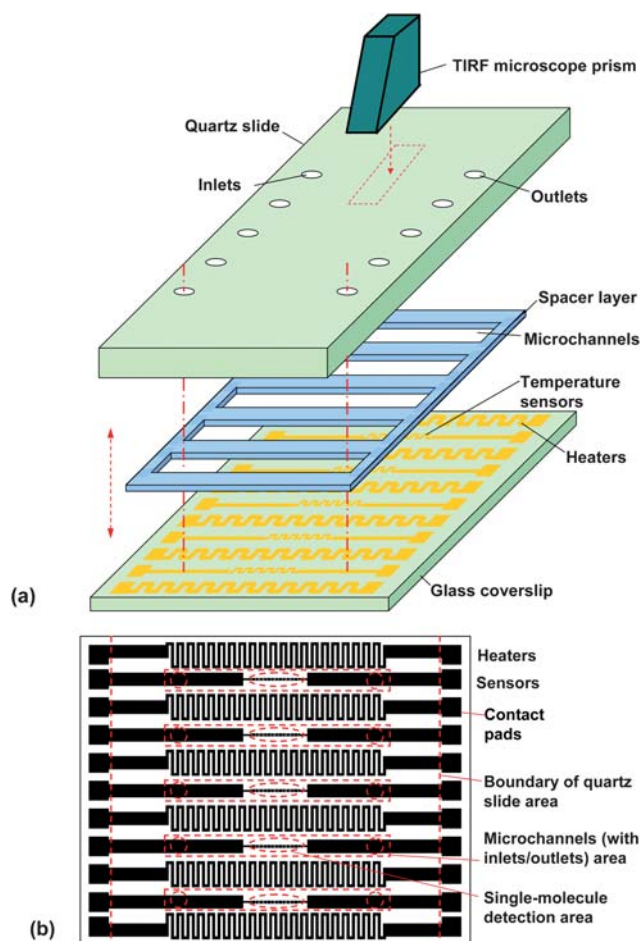 TIRF microscope prism
Quartz slide
Inlets
Outlets
Spacer layer
Microchannels
Temperature
sensors
Heaters
Glass coverslip
(a)
Heaters
Sensors
Contact
pads
Boundary of quartz
slide area
Microchannels (with
inlets/outlets) area
Single-molecule
detection area
(b)